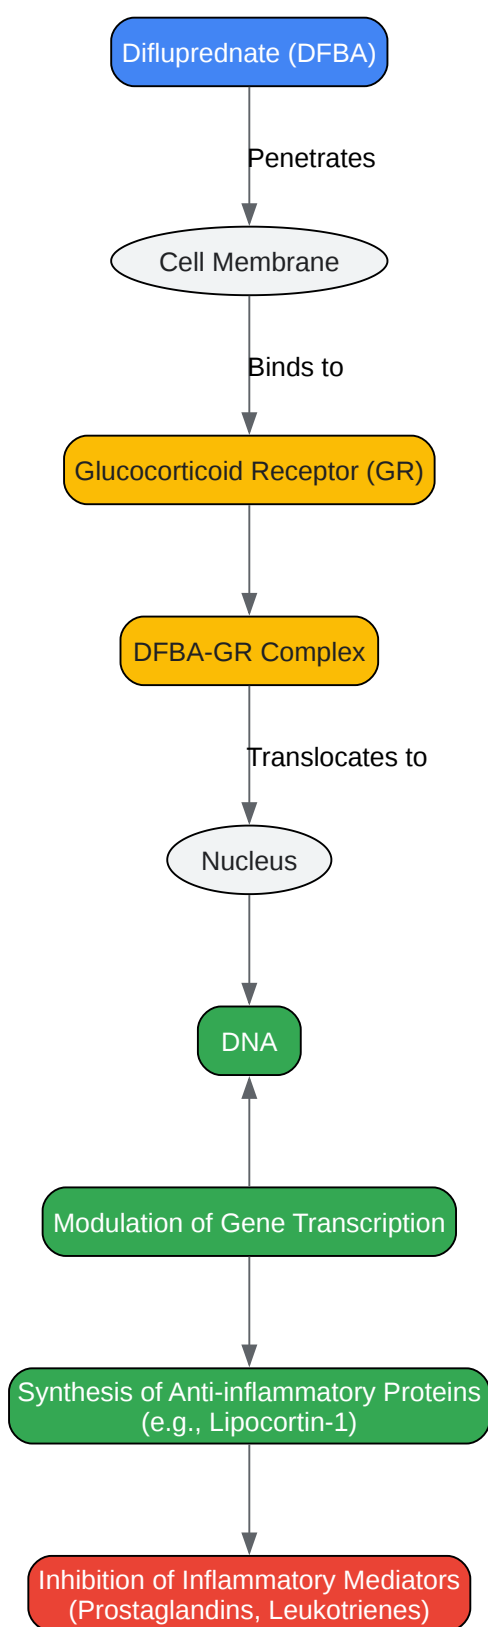 Difluprednate (DFBA)
Penetrates
Cell Membrane
Binds to
Glucocorticoid Receptor (GR)
DFBA-GR Complex
Translocates to
Nucleus
DNA
Modulation of Gene Transcription
Synthesis of Anti-inflammatory Proteins
(e.g., Lipocortin-1)
Inhibition of Inflammatory Mediators
(Prostaglandins, Leukotrienes)